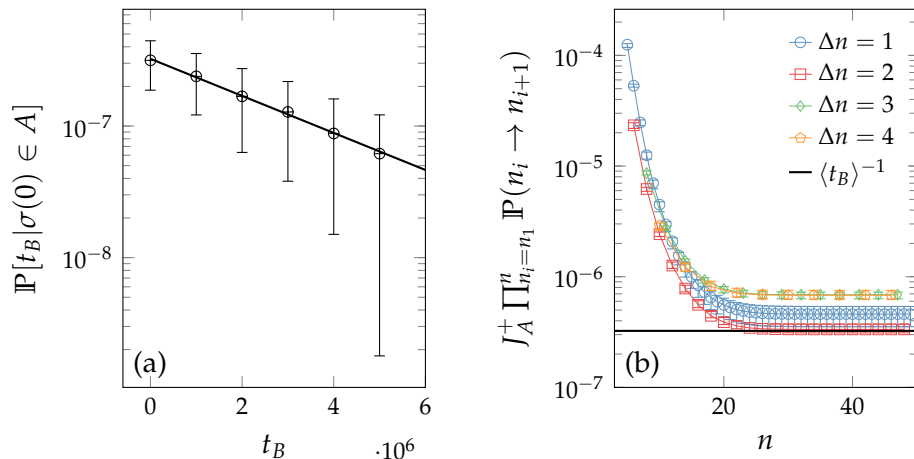 10^{-7}
10^{-8}
ℙ[t_B|σ(0) ∈ A]
(a)
0 2 4 6
t_B ·10^6
10^{-4}
10^{-5}
10^{-6}
10^{-7}
J_A^+ ∏_{n_i=n_1}^{n} ℙ(n_i → n_{i+1})
Δn = 1
Δn = 2
Δn = 3
Δn = 4
⟨t_B⟩^{-1}
(b)
20 40
n